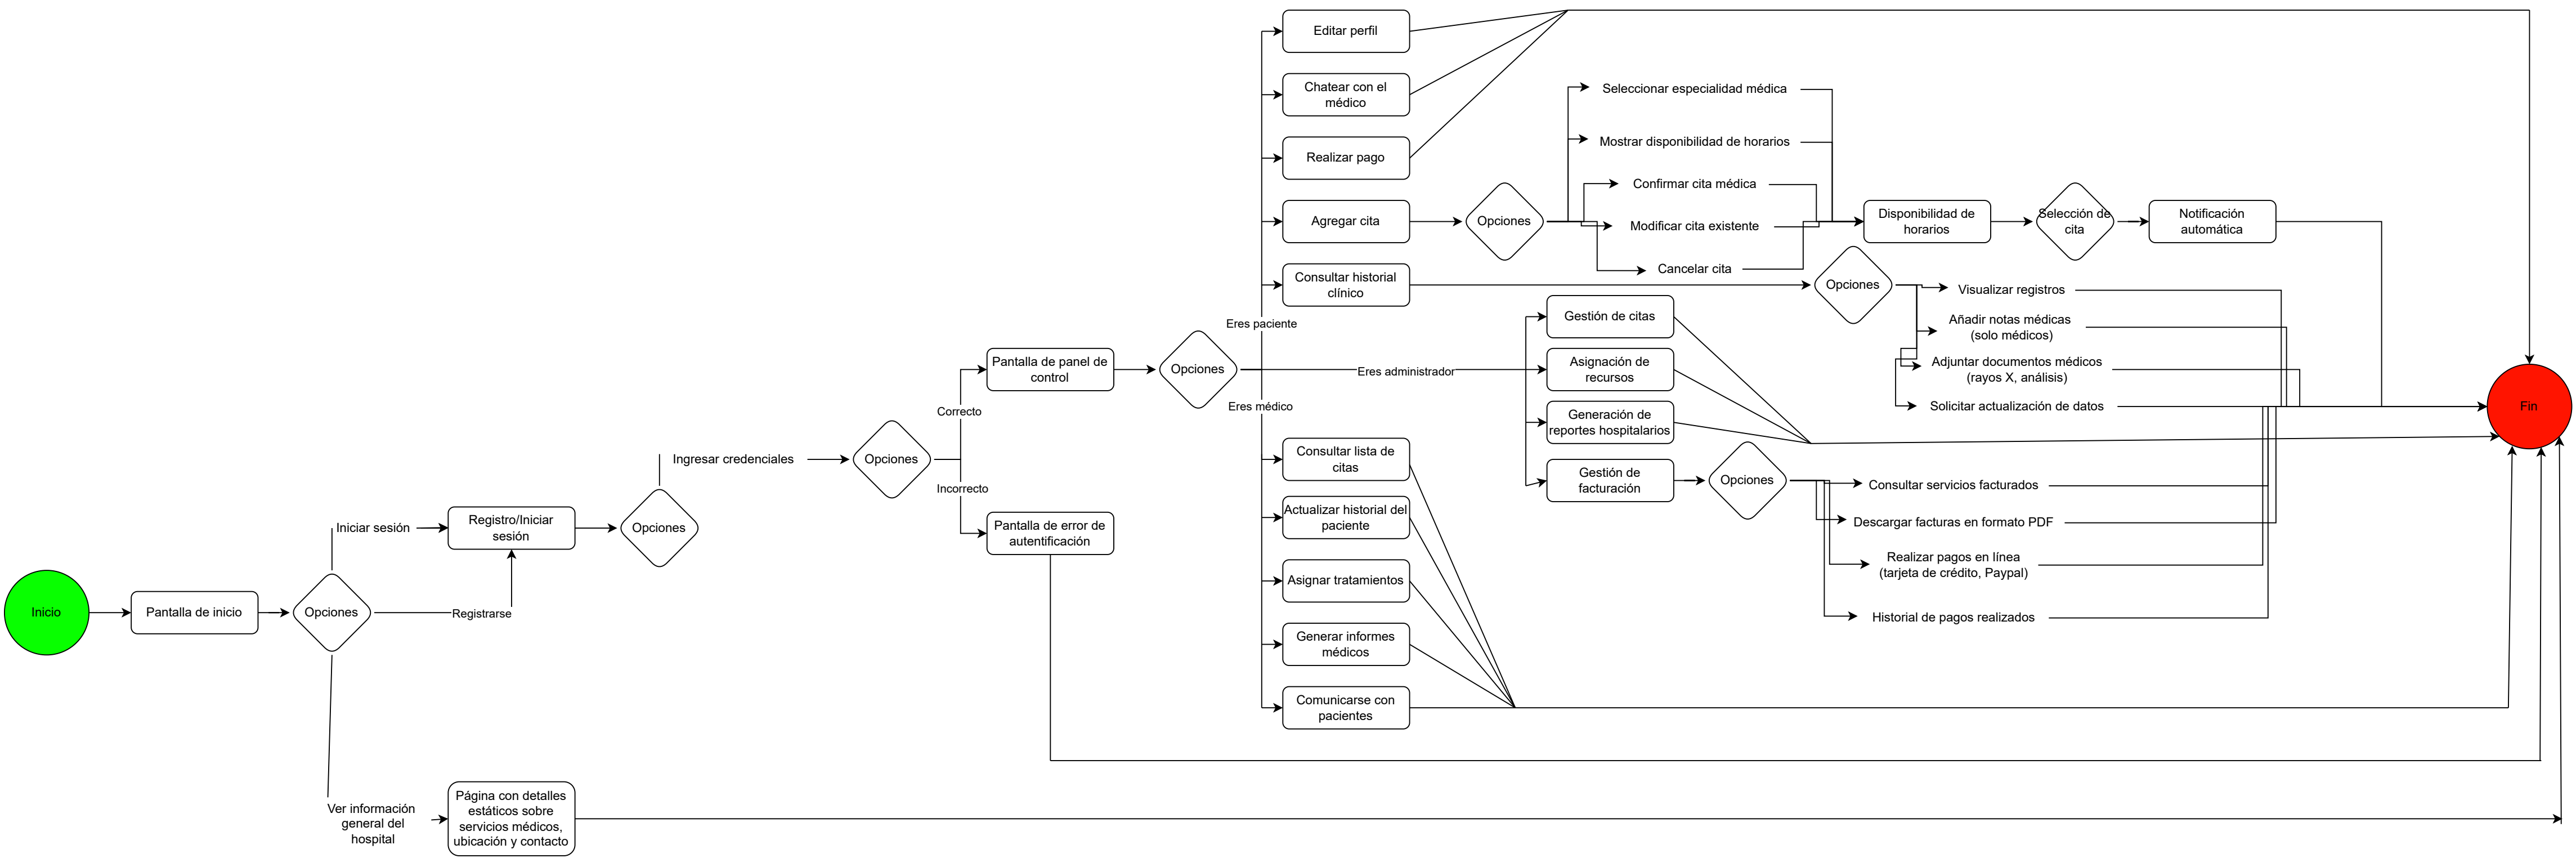 Inicio
Pantalla de inicio
Opciones
Iniciar sesión
Registrarse
Ver información
general del
hospital
Registro/Iniciar
sesión
Página con detalles
estáticos sobre
servicios médicos,
ubicación y contacto
Opciones
Ingresar credenciales
Opciones
Correcto
Incorrecto
Pantalla de panel de
control
Pantalla de error de
autentificación
Opciones
Eres paciente
Eres administrador
Eres médico
Editar perfil
Chatear con el
médico
Realizar pago
Agregar cita
Consultar historial
clínico
Opciones
Seleccionar especialidad médica
Mostrar disponibilidad de horarios
Confirmar cita médica
Modificar cita existente
Cancelar cita
Disponibilidad de
horarios
Selección de
cita
Notificación
automática
Opciones
Visualizar registros
Añadir notas médicas
(solo médicos)
Adjuntar documentos médicos
(rayos X, análisis)
Solicitar actualización de datos
Gestión de citas
Asignación de
recursos
Generación de
reportes hospitalarios
Gestión de
facturación
Opciones
Consultar servicios facturados
Descargar facturas en formato PDF
Realizar pagos en línea
(tarjeta de crédito, Paypal)
Historial de pagos realizados
Consultar lista de
citas
Actualizar historial del
paciente
Asignar tratamientos
Generar informes
médicos
Comunicarse con
pacientes
Fin